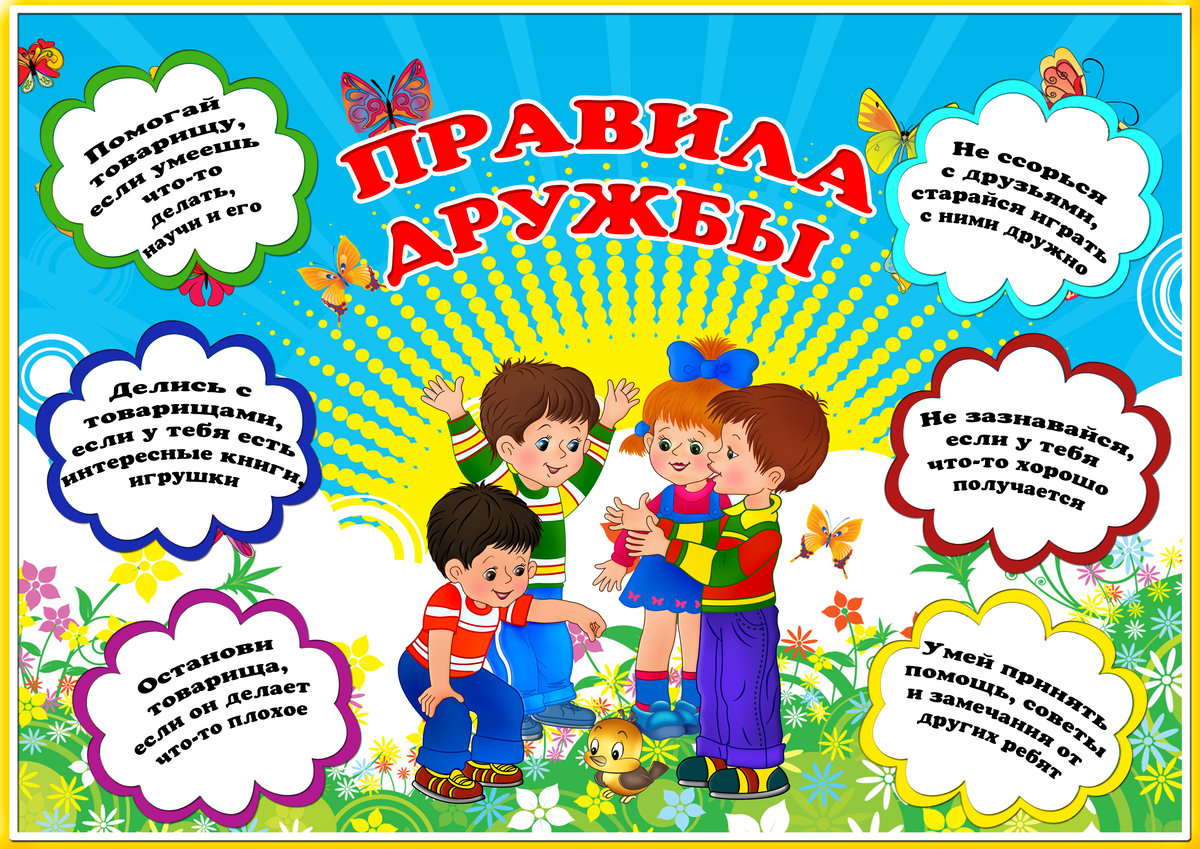 ПРАВИЛА
ДРУЖБЫ
Помогай
товарищу,
если умеешь
что-то
делать,
научи и его
Делись с
товарищами,
если у тебя есть
интересные книги,
игрушки
Останови
товарища,
если он делает
что-то плохое
Не ссорься
с друзьями,
старайся играть
с ними дружно
Не зазнавайся,
если у тебя
что-то хорошо
получается
Умей принять
помощь, советы
и замечания от
других ребят